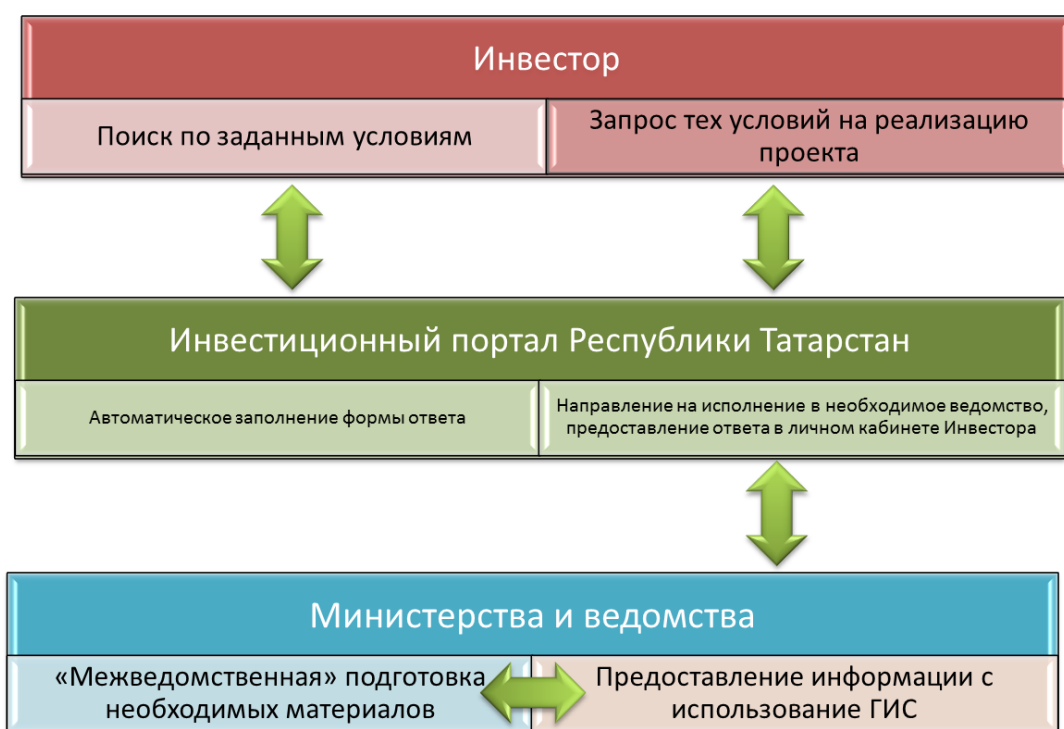 Инвестор
Поиск по заданным условиям
Запрос тех условий на реализацию
проекта
Инвестиционный портал Республики Татарстан
Автоматическое заполнение формы ответа
Направление на исполнение в необходимое ведомство,
предоставление ответа в личном кабинете Инвестора
Министерства и ведомства
«Межведомственная» подготовка
необходимых материалов
Предоставление информации с
использование ГИС